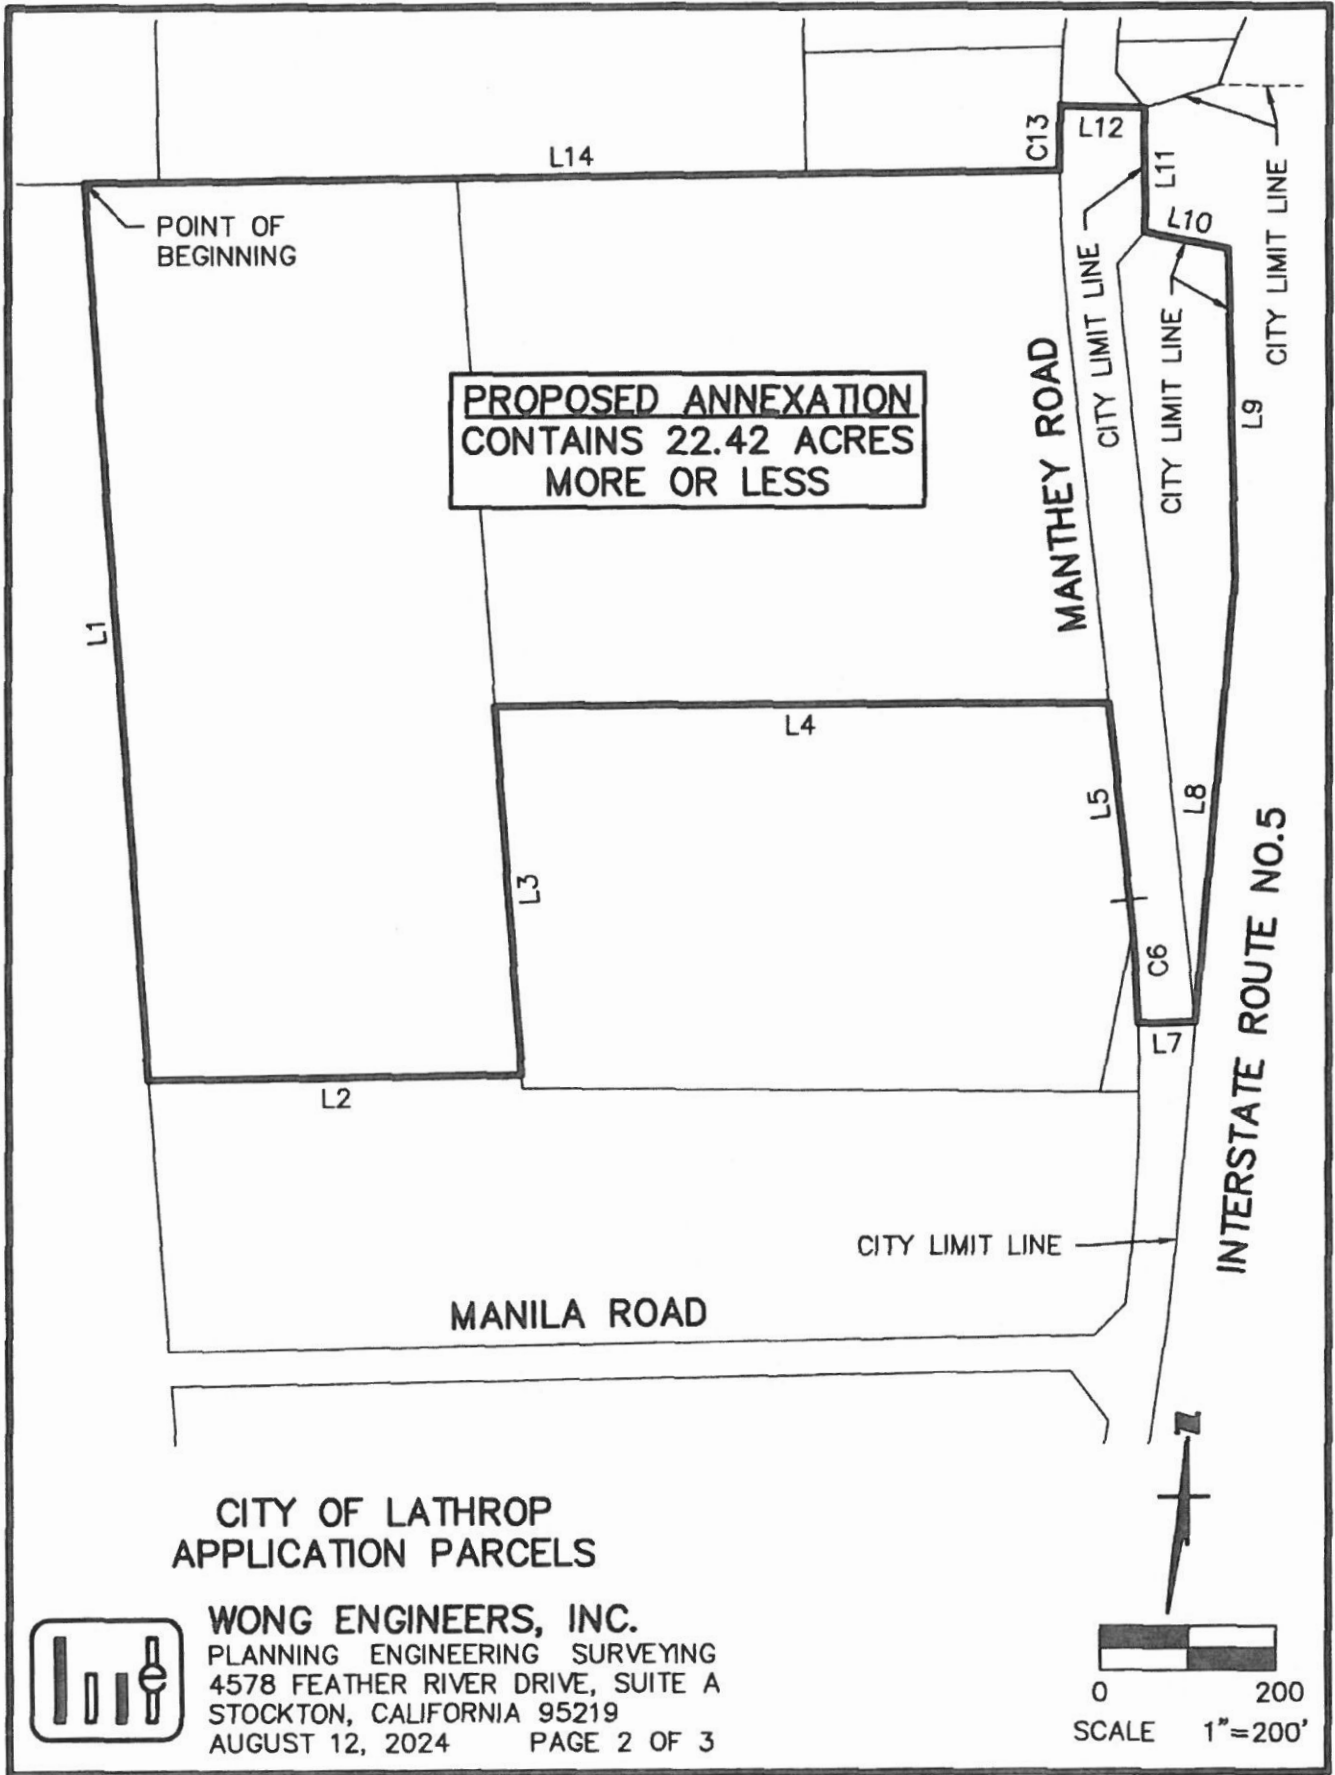 L14
C13
L12
L11
L10
POINT OF
BEGINNING
CITY LIMIT LINE
CITY LIMIT LINE
CITY LIMIT LINE
L9
PROPOSED ANNEXATION
CONTAINS 22.42 ACRES
MORE OR LESS
MANTHEY ROAD
L1
L4
L5
L8
L3
C6
L7
L2
INTERSTATE ROUTE NO.5
CITY LIMIT LINE
MANILA ROAD
N
CITY OF LATHROP
APPLICATION PARCELS
WONG ENGINEERS, INC.
PLANNING ENGINEERING SURVEYING
4578 FEATHER RIVER DRIVE, SUITE A
STOCKTON, CALIFORNIA 95219
AUGUST 12, 2024 PAGE 2 OF 3
0 200
SCALE 1"=200'